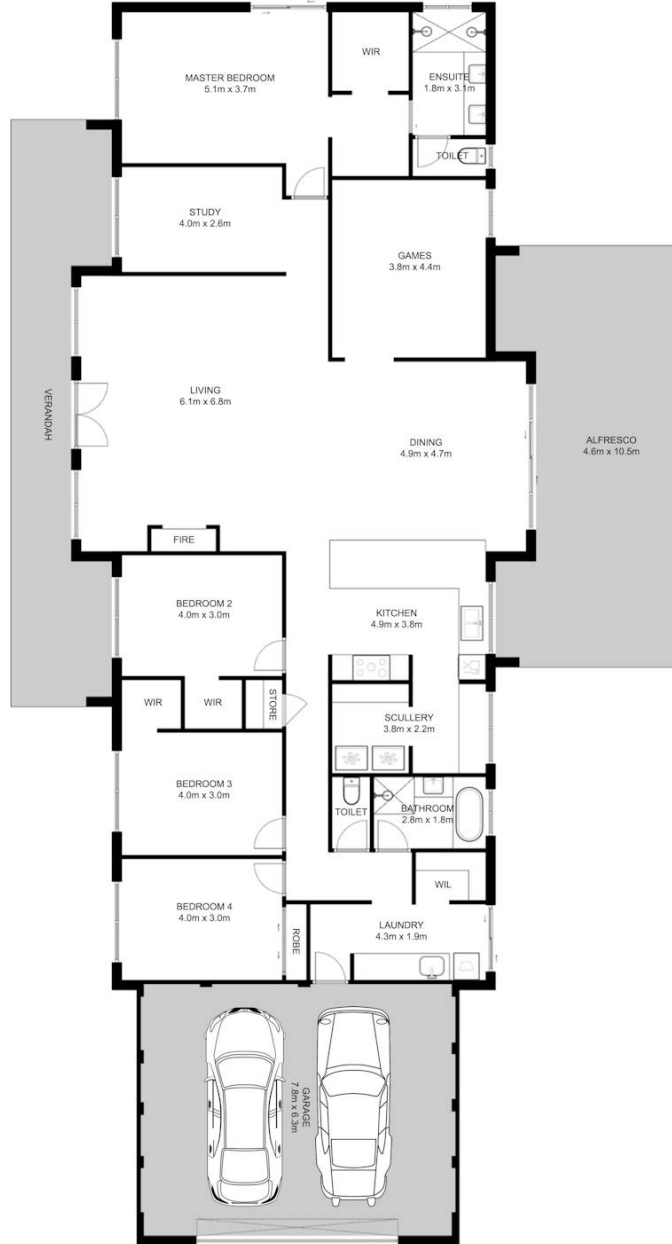 MASTER BEDROOM
5.1m x 3.7m
WIR
ENSUITE
1.8m x 3.1m
TOILET
STUDY
4.0m x 2.6m
GAMES
3.8m x 4.4m
VERANDAH
LIVING
6.1m x 6.8m
DINING
4.9m x 4.7m
ALFRESCO
4.6m x 10.5m
FIRE
BEDROOM 2
4.0m x 3.0m
KITCHEN
4.9m x 3.8m
WIR
WIR
STORE
SCULLERY
3.8m x 2.2m
BEDROOM 3
4.0m x 3.0m
TOILET
BATHROOM
2.8m x 1.8m
BEDROOM 4
4.0m x 3.0m
ROBE
WIL
LAUNDRY
4.3m x 1.9m
GARAGE
7.8m x 6.3m